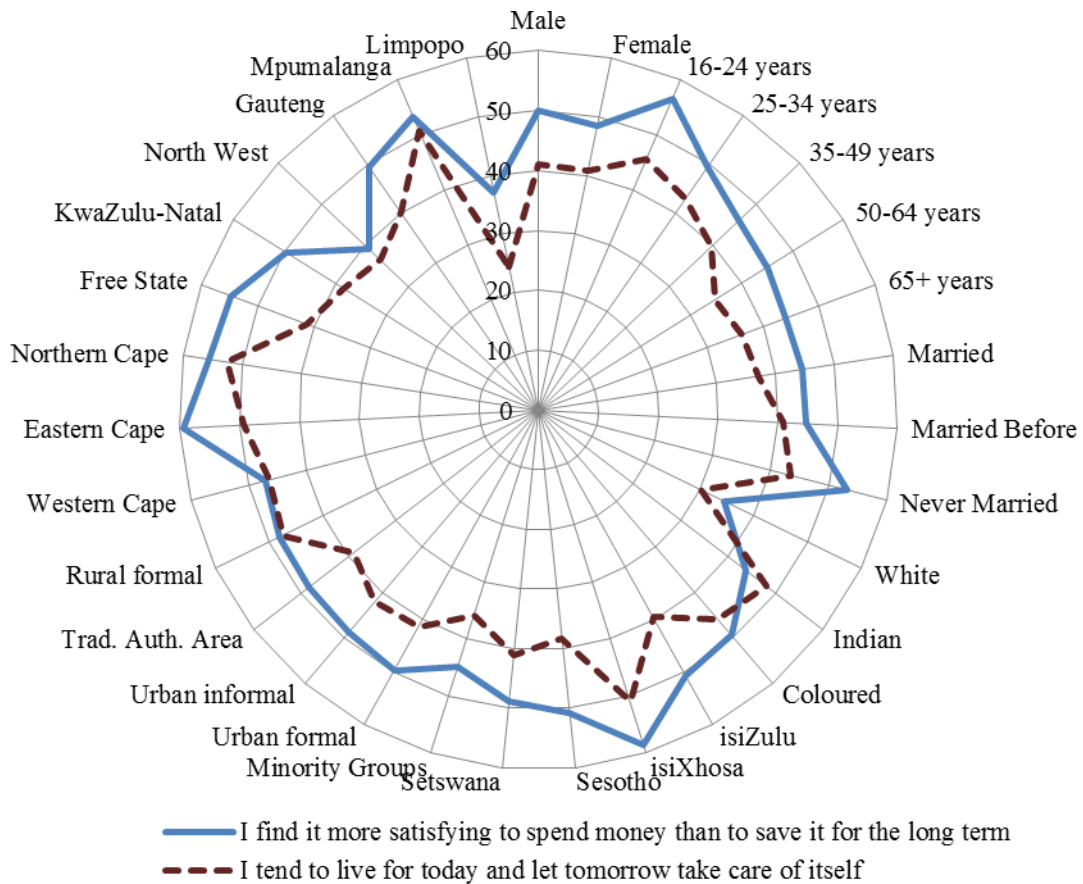 Male
Female
16-24 years
25-34 years
35-49 years
50-64 years
65+ years
Married
Married Before
Never Married
White
Indian
Coloured
isiZulu
isiXhosa
Sesotho
Setswana
Minority Groups
Urban formal
Urban informal
Trad. Auth. Area
Rural formal
Western Cape
Eastern Cape
Northern Cape
Free State
KwaZulu-Natal
North West
Gauteng
Mpumalanga
Limpopo
60
50
40
30
20
10
0
I find it more satisfying to spend money than to save it for the long term
I tend to live for today and let tomorrow take care of itself